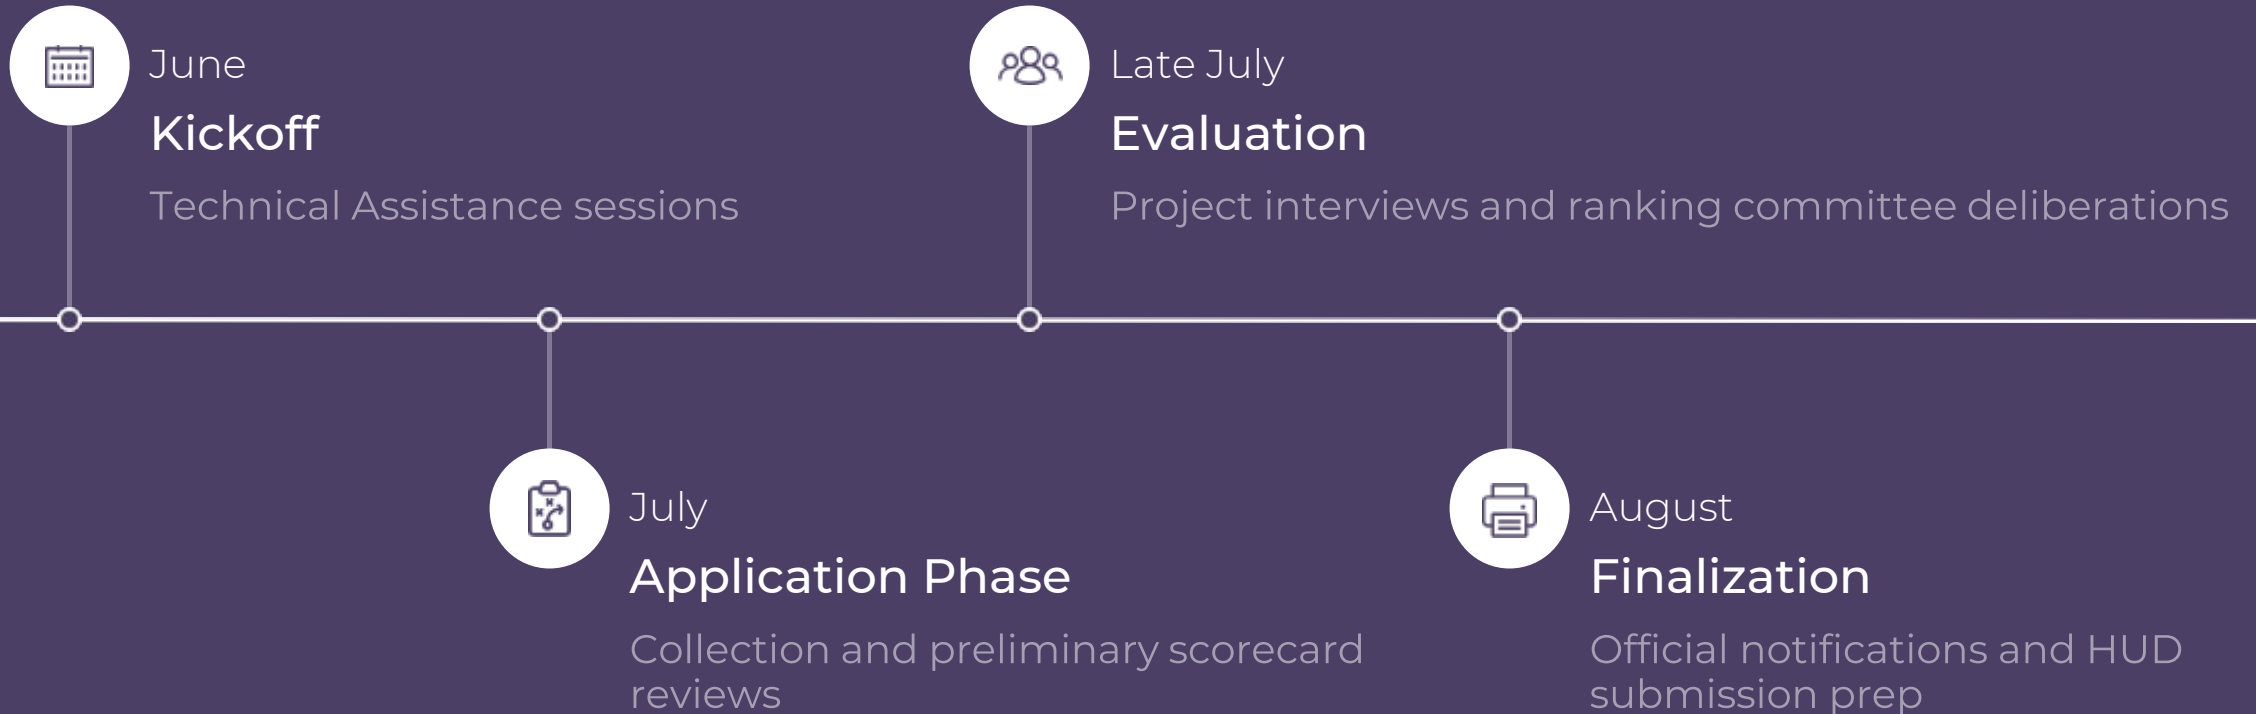 June
Kickoff
Technical Assistance sessions
July
Application Phase
Collection and preliminary scorecard
reviews
Late July
Evaluation
Project interviews and ranking committee deliberations
August
Finalization
Official notifications and HUD
submission prep